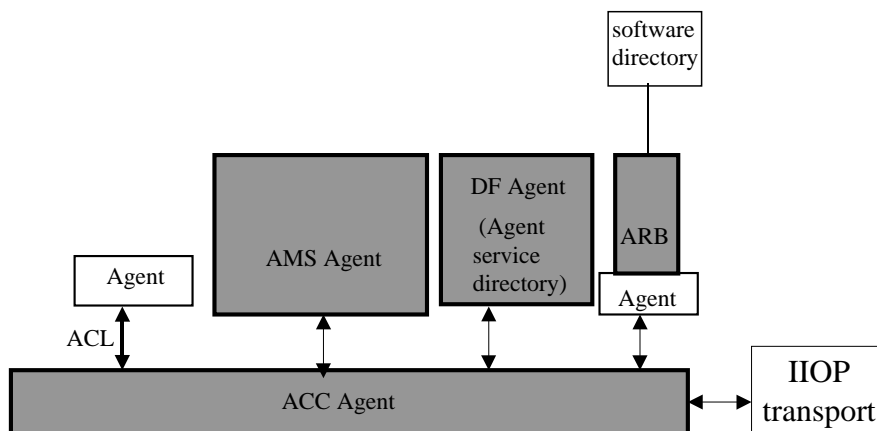 software
directory
DF Agent
(Agent
service
directory)
ARB
AMS Agent
Agent
Agent
ACL
ACC Agent
IIOP
transport